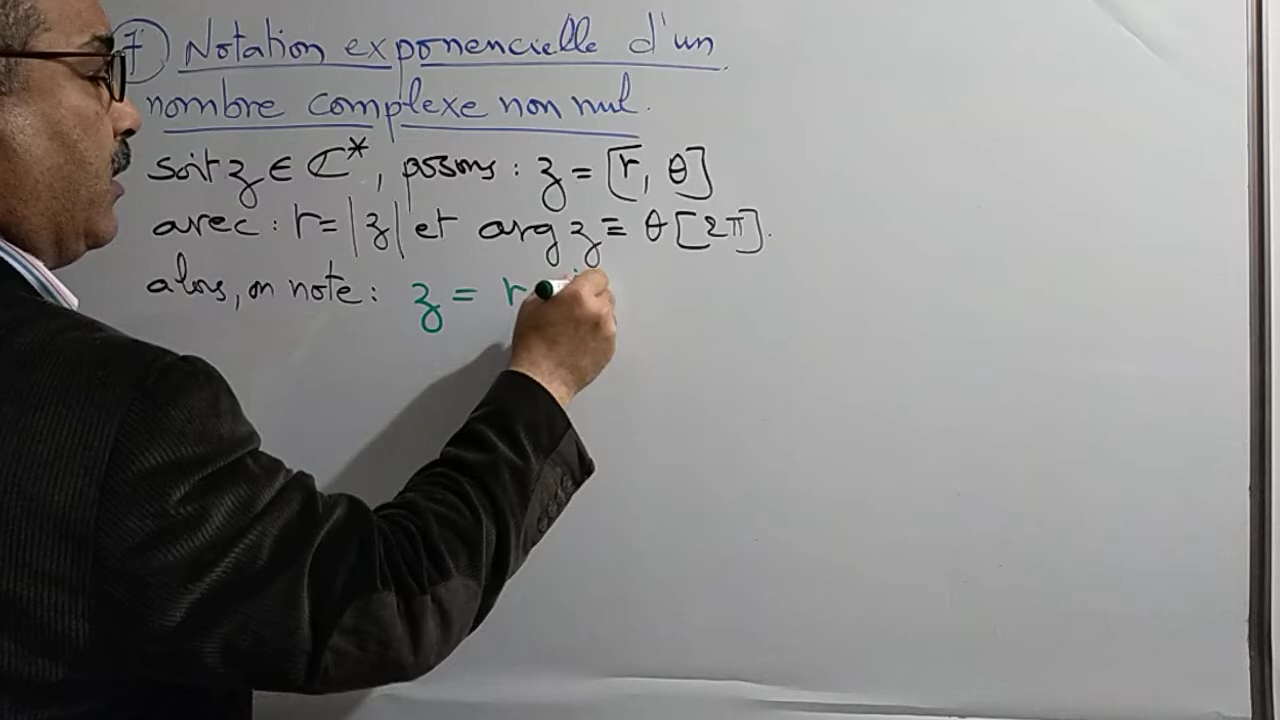 7 Notation exponencielle d'un
nombre complexe non nul.
soit z ∈ ℂ*, posons : z = [r, θ]
avec : r = |z| et arg z ≡ θ [2π].
alors, on note : z = r